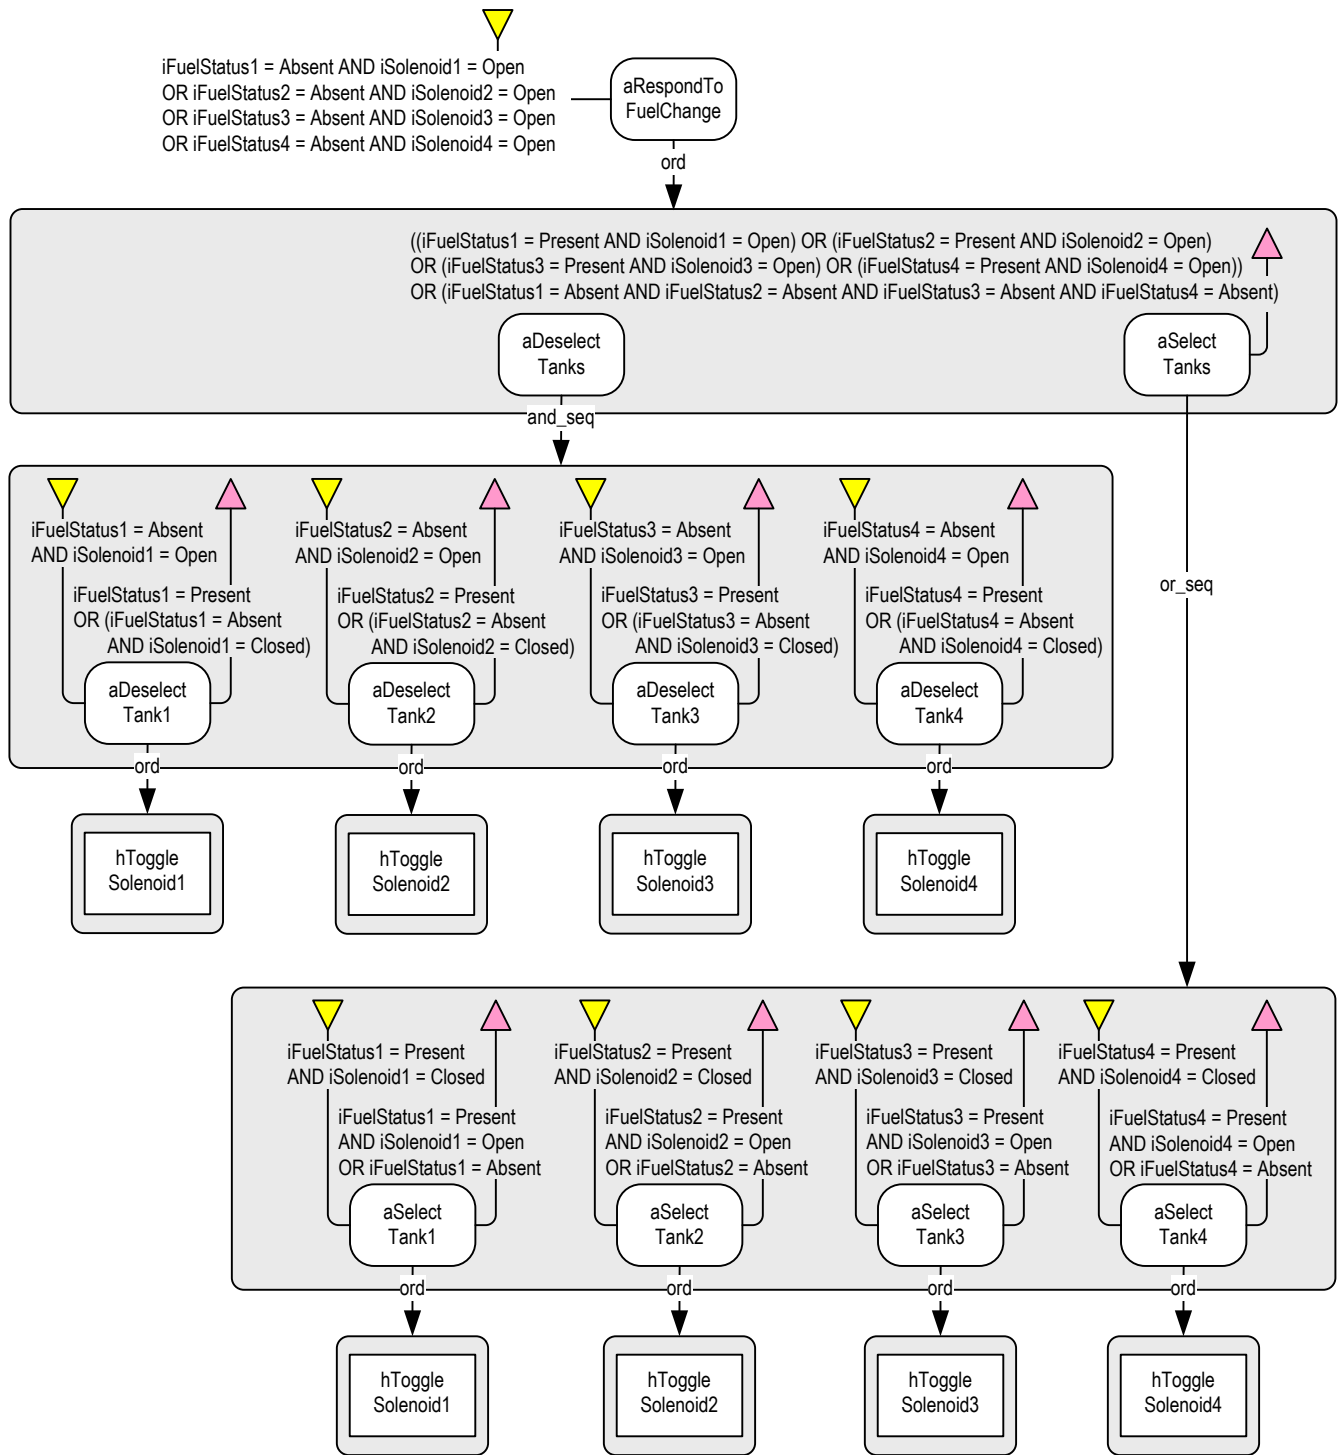 iFuelStatus1 = Absent AND iSolenoid1 = Open
OR iFuelStatus2 = Absent AND iSolenoid2 = Open
OR iFuelStatus3 = Absent AND iSolenoid3 = Open
OR iFuelStatus4 = Absent AND iSolenoid4 = Open
aRespondTo
FuelChange
ord
((iFuelStatus1 = Present AND iSolenoid1 = Open) OR (iFuelStatus2 = Present AND iSolenoid2 = Open)
OR (iFuelStatus3 = Present AND iSolenoid3 = Open) OR (iFuelStatus4 = Present AND iSolenoid4 = Open))
OR (iFuelStatus1 = Absent AND iFuelStatus2 = Absent AND iFuelStatus3 = Absent AND iFuelStatus4 = Absent)
aDeselect
Tanks
aSelect
Tanks
and_seq
or_seq
iFuelStatus1 = Absent
AND iSolenoid1 = Open
iFuelStatus1 = Present
OR (iFuelStatus1 = Absent
AND iSolenoid1 = Closed)
aDeselect
Tank1
ord
hToggle
Solenoid1
iFuelStatus2 = Absent
AND iSolenoid2 = Open
iFuelStatus2 = Present
OR (iFuelStatus2 = Absent
AND iSolenoid2 = Closed)
aDeselect
Tank2
ord
hToggle
Solenoid2
iFuelStatus3 = Absent
AND iSolenoid3 = Open
iFuelStatus3 = Present
OR (iFuelStatus3 = Absent
AND iSolenoid3 = Closed)
aDeselect
Tank3
ord
hToggle
Solenoid3
iFuelStatus4 = Absent
AND iSolenoid4 = Open
iFuelStatus4 = Present
OR (iFuelStatus4 = Absent
AND iSolenoid4 = Closed)
aDeselect
Tank4
ord
hToggle
Solenoid4
iFuelStatus1 = Present
AND iSolenoid1 = Closed
iFuelStatus1 = Present
AND iSolenoid1 = Open
OR iFuelStatus1 = Absent
aSelect
Tank1
ord
hToggle
Solenoid1
iFuelStatus2 = Present
AND iSolenoid2 = Closed
iFuelStatus2 = Present
AND iSolenoid2 = Open
OR iFuelStatus2 = Absent
aSelect
Tank2
ord
hToggle
Solenoid2
iFuelStatus3 = Present
AND iSolenoid3 = Closed
iFuelStatus3 = Present
AND iSolenoid3 = Open
OR iFuelStatus3 = Absent
aSelect
Tank3
ord
hToggle
Solenoid3
iFuelStatus4 = Present
AND iSolenoid4 = Closed
iFuelStatus4 = Present
AND iSolenoid4 = Open
OR iFuelStatus4 = Absent
aSelect
Tank4
ord
hToggle
Solenoid4